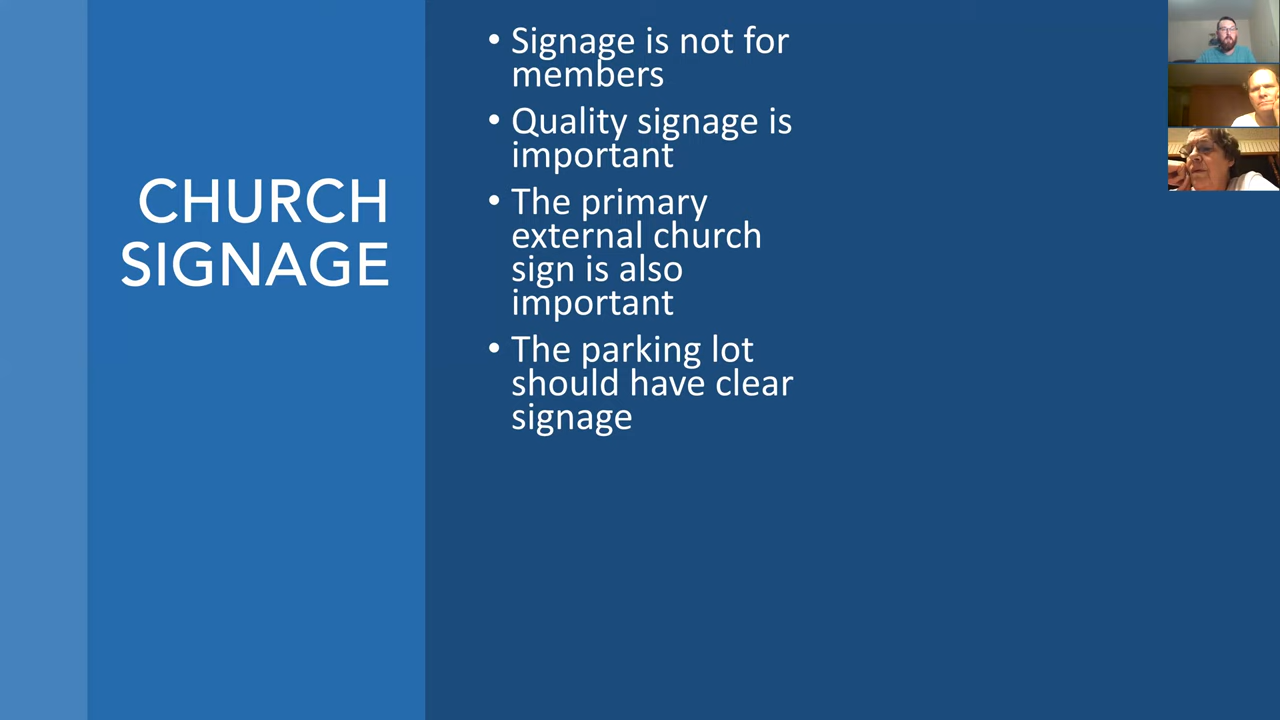 CHURCH
SIGNAGE
• Signage is not for
members
• Quality signage is
important
• The primary
external church
sign is also
important
• The parking lot
should have clear
signage